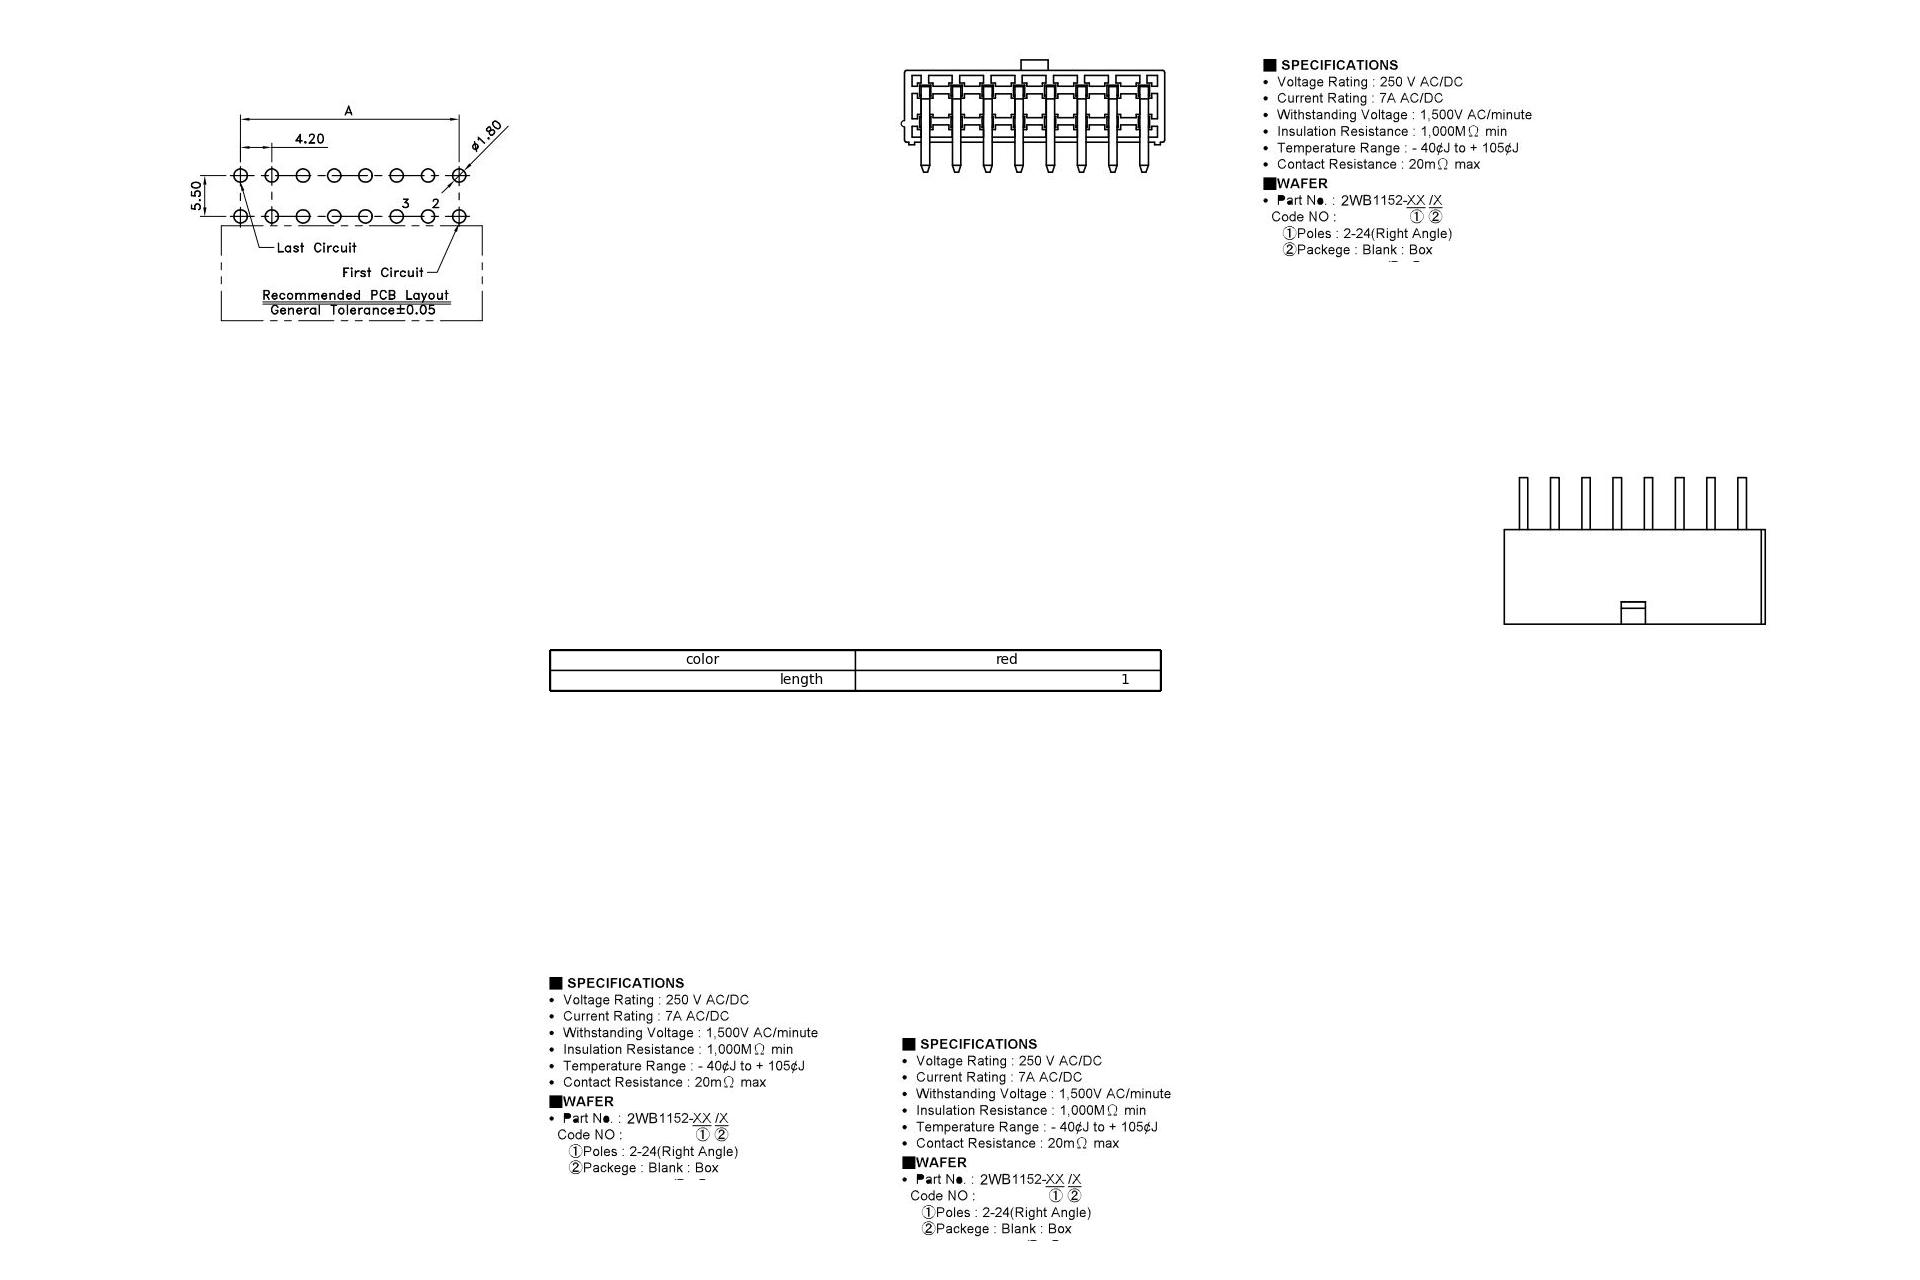 A
4.20
ø1.80
5.50
3 2
Last Circuit
First Circuit
Recommended PCB Layout
General Tolerance±0.05
■ SPECIFICATIONS
• Voltage Rating : 250 V AC/DC
• Current Rating : 7A AC/DC
• Withstanding Voltage : 1,500V AC/minute
• Insulation Resistance : 1,000MΩ min
• Temperature Range : - 40¢J to + 105¢J
• Contact Resistance : 20mΩ max
■WAFER
• Part No. : 2WB1152-XX /X
Code NO : ① ②
①Poles : 2-24(Right Angle)
②Packege : Blank : Box
color red
length 1
■ SPECIFICATIONS
• Voltage Rating : 250 V AC/DC
• Current Rating : 7A AC/DC
• Withstanding Voltage : 1,500V AC/minute
• Insulation Resistance : 1,000MΩ min
• Temperature Range : - 40¢J to + 105¢J
• Contact Resistance : 20mΩ max
■WAFER
• Part No. : 2WB1152-XX /X
Code NO : ① ②
①Poles : 2-24(Right Angle)
②Packege : Blank : Box
■ SPECIFICATIONS
• Voltage Rating : 250 V AC/DC
• Current Rating : 7A AC/DC
• Withstanding Voltage : 1,500V AC/minute
• Insulation Resistance : 1,000MΩ min
• Temperature Range : - 40¢J to + 105¢J
• Contact Resistance : 20mΩ max
■WAFER
• Part No. : 2WB1152-XX /X
Code NO : ① ②
①Poles : 2-24(Right Angle)
②Packege : Blank : Box